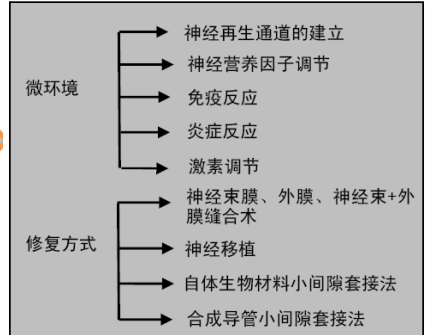 神经再生通道的建立
神经营养因子调节
微环境
免疫反应
炎症反应
激素调节
神经束膜、外膜、神经束+外
膜缝合术
修复方式
神经移植
自体生物材料小间隙套接法
合成导管小间隙套接法